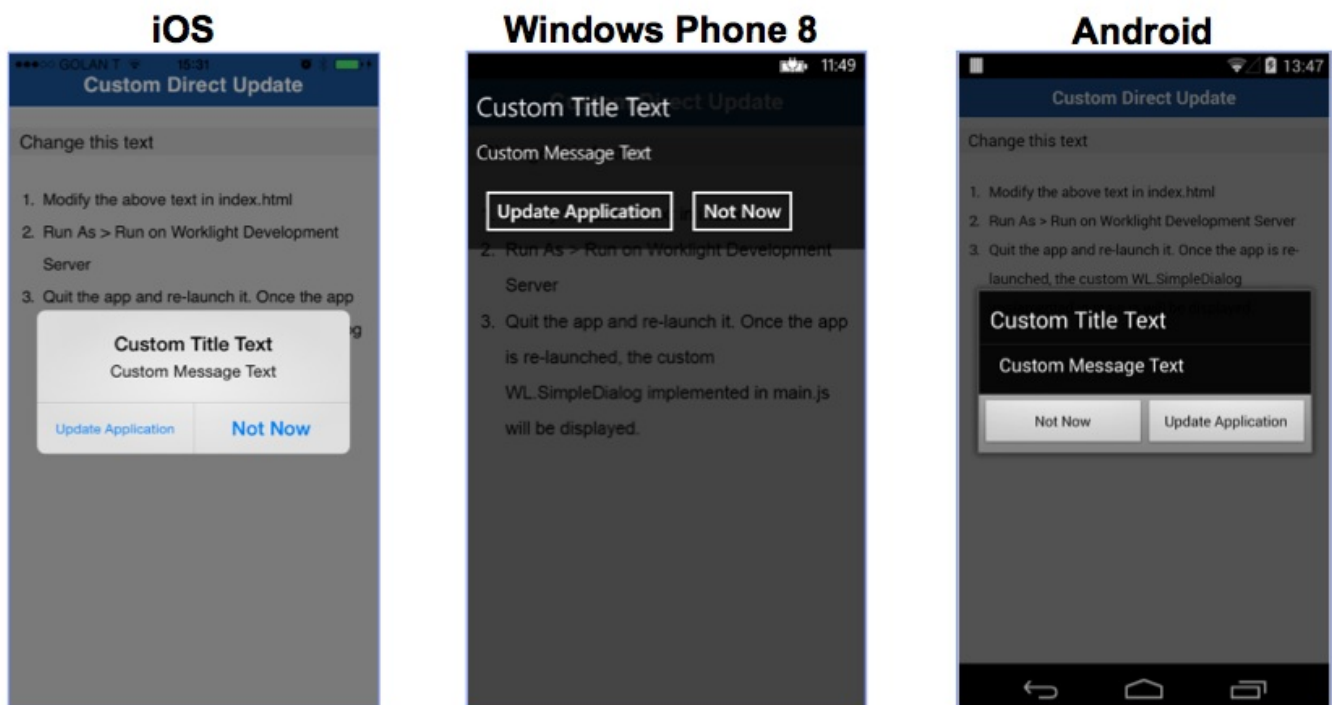 iOS
GOLAN T 15:31
Custom Direct Update
Change this text
1. Modify the above text in index.html
2. Run As > Run on Worklight Development
Server
3. Quit the app and re-launch it. Once the app
Custom Title Text
Custom Message Text
Update Application Not Now
Windows Phone 8
11:49
Custom Title Text
Custom Message Text
Update Application Not Now
2. Run As > Run on Worklight Development
Server
3. Quit the app and re-launch it. Once the app
is re-launched, the custom
WL.SimpleDialog implemented in main.js
will be displayed.
Android
13:47
Custom Direct Update
Change this text
1. Modify the above text in index.html
2. Run As > Run on Worklight Development Server
3. Quit the app and re-launch it. Once the app is re-
launched, the custom WL.SimpleDialog
Custom Title Text
Custom Message Text
Not Now Update Application